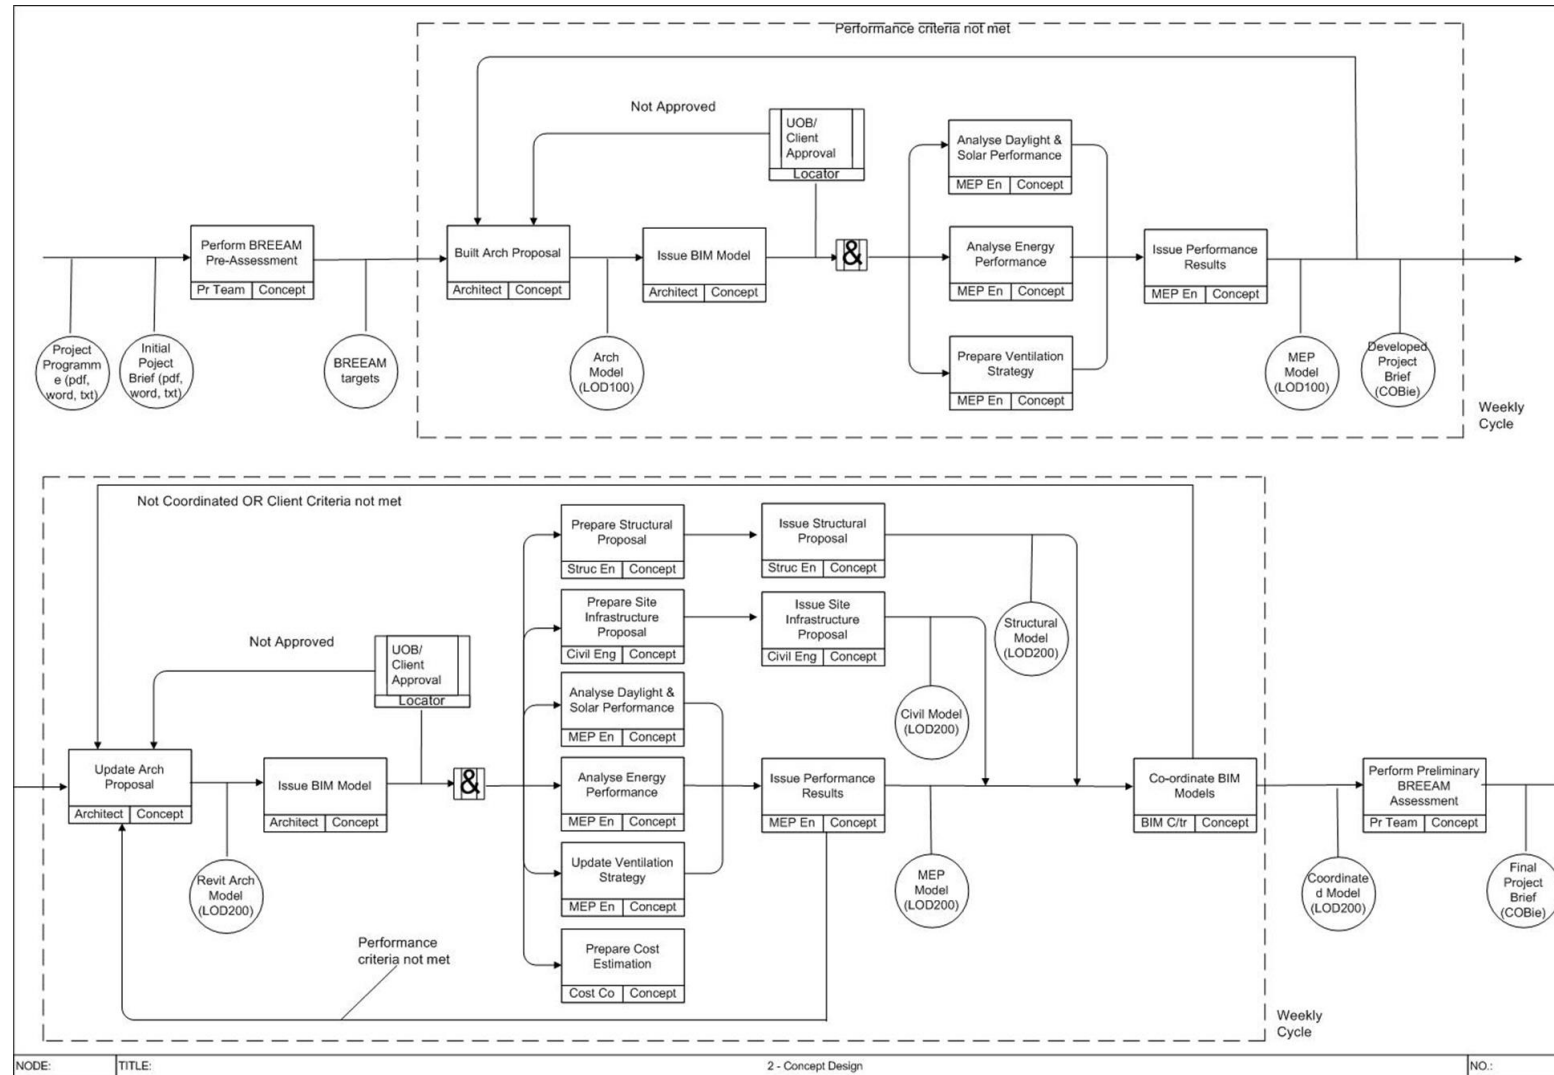 Performance criteria not met
Not Approved
UOB/
Client
Approval
Locator
Analyse Daylight &
Solar Performance
MEP En Concept
Perform BREEAM
Pre-Assessment
Pr Team Concept
Built Arch Proposal
Architect Concept
Issue BIM Model
Architect Concept
&
Analyse Energy
Performance
MEP En Concept
Issue Performance
Results
MEP En Concept
Project
Programm
e (pdf,
word, txt)
Initial
Poject
Brief (pdf,
word, txt)
BREEAM
targets
Arch
Model
(LOD100)
Prepare Ventilation
Strategy
MEP En Concept
MEP
Model
(LOD100)
Developed
Project
Brief
(COBie)
Weekly
Cycle
Not Coordinated OR Client Criteria not met
Prepare Structural
Proposal
Struc En Concept
Issue Structural
Proposal
Struc En Concept
Prepare Site
Infrastructure
Proposal
Civil Eng Concept
Issue Site
Infrastructure
Proposal
Civil Eng Concept
Structural
Model
(LOD200)
Not Approved
UOB/
Client
Approval
Locator
Analyse Daylight &
Solar Performance
MEP En Concept
Civil Model
(LOD200)
Update Arch
Proposal
Architect Concept
Issue BIM Model
Architect Concept
&
Analyse Energy
Performance
MEP En Concept
Issue Performance
Results
MEP En Concept
Co-ordinate BIM
Models
BIM C/tr Concept
Perform Preliminary
BREEAM
Assessment
Pr Team Concept
Revit Arch
Model
(LOD200)
Update Ventilation
Strategy
MEP En Concept
MEP
Model
(LOD200)
Coordinate
d Model
(LOD200)
Final
Project
Brief
(COBie)
Performance
criteria not met
Prepare Cost
Estimation
Cost Co Concept
Weekly
Cycle
NODE: TITLE: 2 - Concept Design NO.: